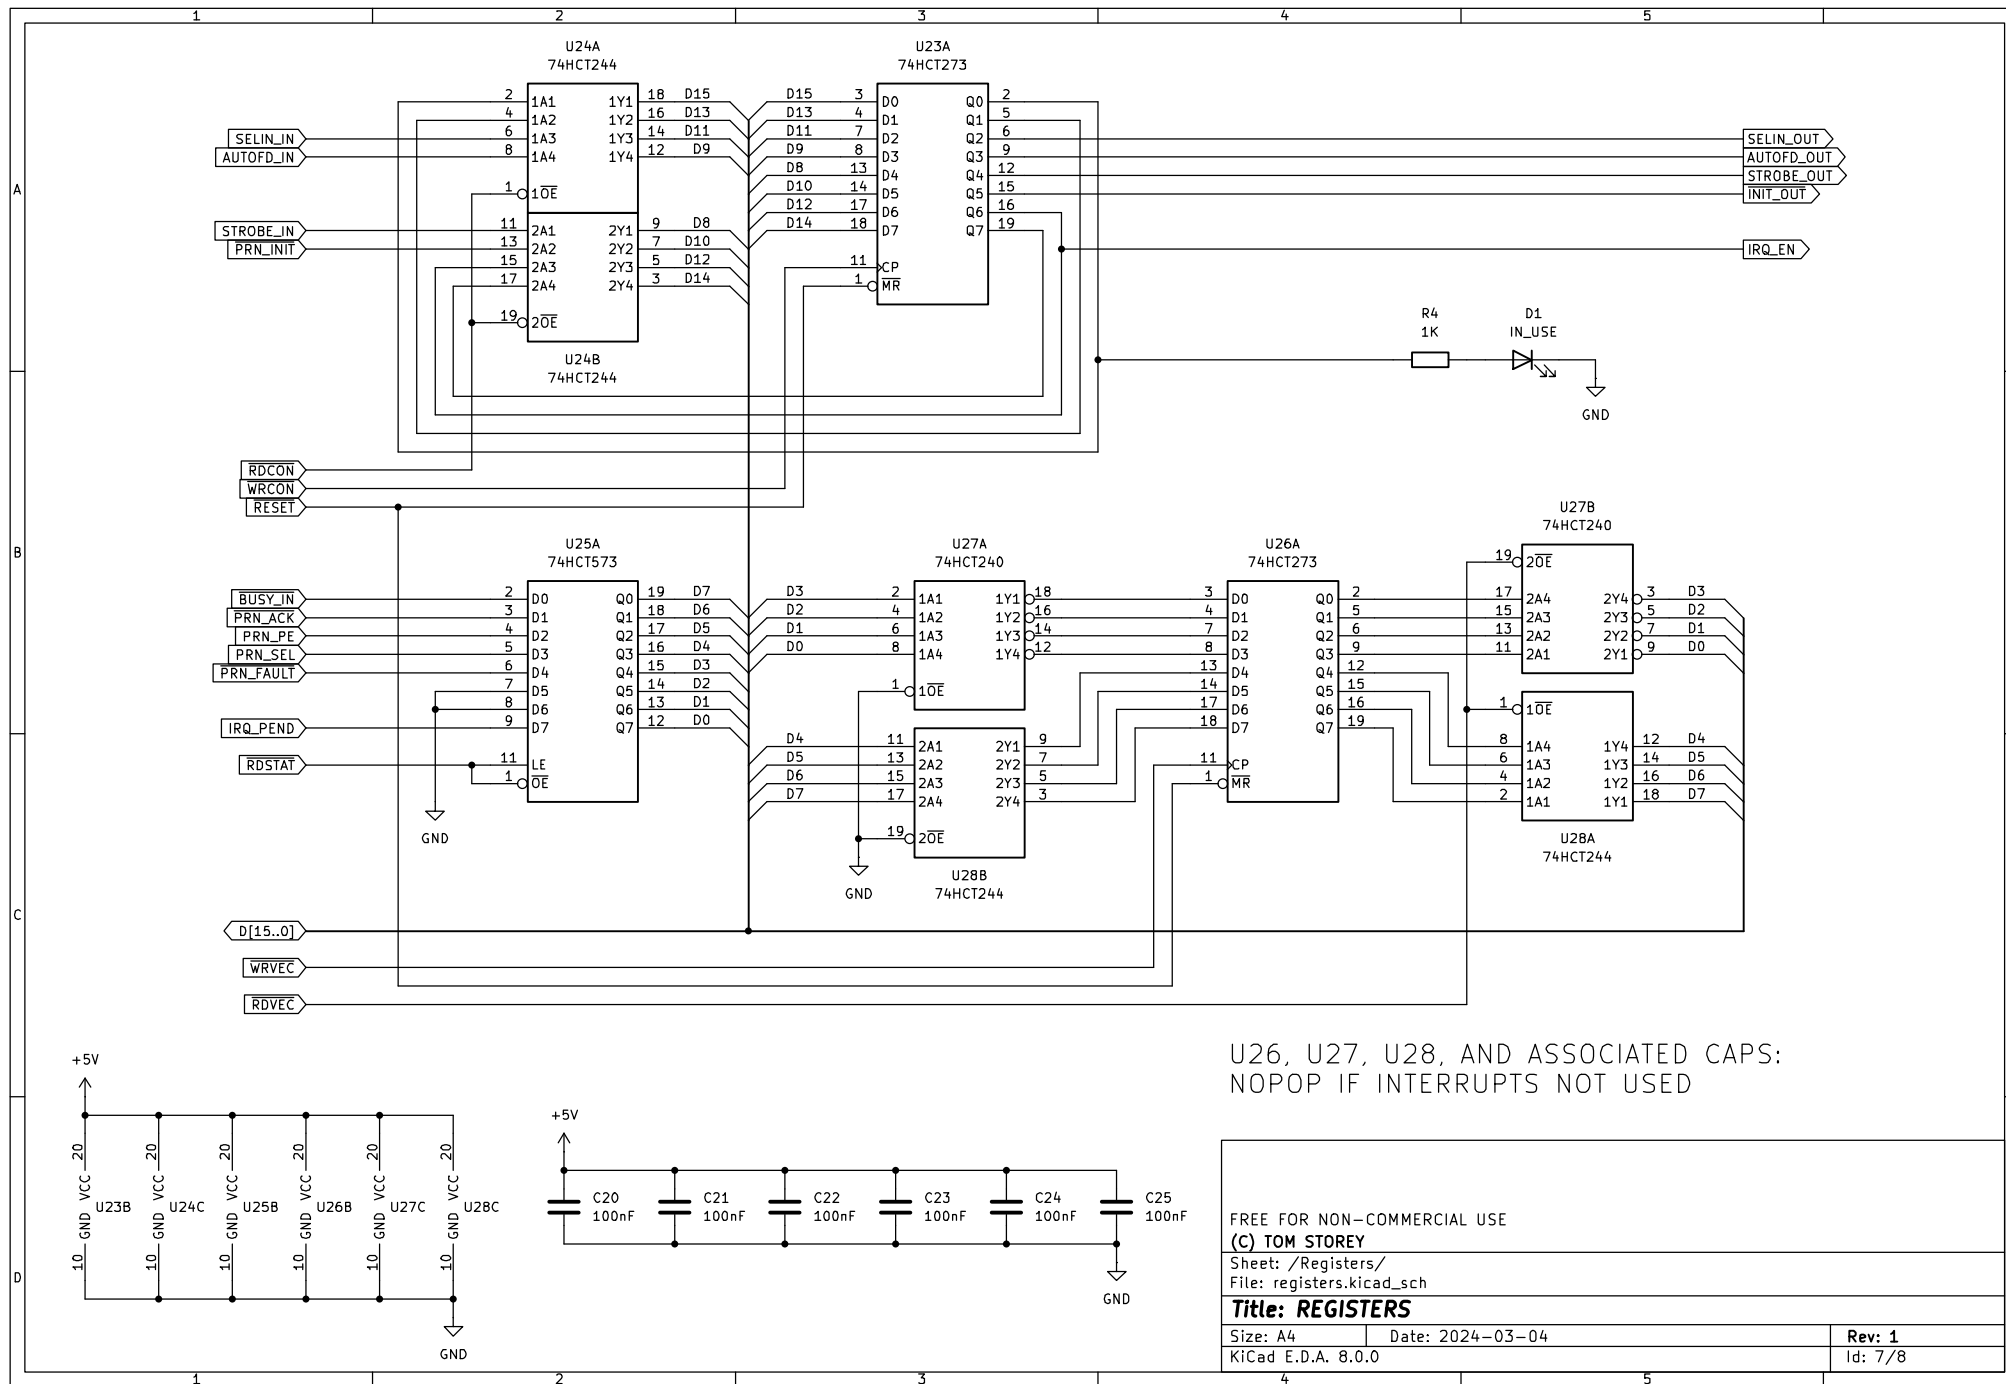 1 2 3 4 5
A
B
C
D
U24A
74HCT244
2 1A1 1Y1 18 D15
4 1A2 1Y2 16 D13
SELIN_IN 6 1A3 1Y3 14 D11
AUTOFD_IN 8 1A4 1Y4 12 D9
1 1OE
STROBE_IN 11 2A1 2Y1 9 D8
PRN_INIT 13 2A2 2Y2 7 D10
15 2A3 2Y3 5 D12
17 2A4 2Y4 3 D14
19 2OE
U24B
74HCT244
U23A
74HCT273
D15 3 D0 Q0 2
D13 4 D1 Q1 5
D11 7 D2 Q2 6 SELIN_OUT
D9 8 D3 Q3 9 AUTOFD_OUT
D8 13 D4 Q4 12 STROBE_OUT
D10 14 D5 Q5 15 INIT_OUT
D12 17 D6 Q6 16
D14 18 D7 Q7 19
IRQ_EN
11 CP
1 MR
R4
1K
D1
IN_USE
GND
RDCON
WRCON
RESET
U25A
74HCT573
BUSY_IN 2 D0 Q0 19 D7
PRN_ACK 3 D1 Q1 18 D6
PRN_PE 4 D2 Q2 17 D5
PRN_SEL 5 D3 Q3 16 D4
PRN_FAULT 6 D4 Q4 15 D3
7 D5 Q5 14 D2
8 D6 Q6 13 D1
IRQ_PEND 9 D7 Q7 12 D0
RDSTAT 11 LE
1 OE
GND
U27A
74HCT240
D3 2 1A1 1Y1 18
D2 4 1A2 1Y2 16
D1 6 1A3 1Y3 14
D0 8 1A4 1Y4 12
1 1OE
D4 11 2A1 2Y1 9
D5 13 2A2 2Y2 7
D6 15 2A3 2Y3 5
D7 17 2A4 2Y4 3
19 2OE
GND
U28B
74HCT244
U26A
74HCT273
3 D0 Q0 2
4 D1 Q1 5
7 D2 Q2 6
8 D3 Q3 9
13 D4 Q4 12
14 D5 Q5 15
17 D6 Q6 16
18 D7 Q7 19
11 CP
1 MR
U27B
74HCT240
19 2OE
17 2A4 2Y4 3 D3
15 2A3 2Y3 5 D2
13 2A2 2Y2 7 D1
11 2A1 2Y1 9 D0
1 1OE
8 1A4 1Y4 12 D4
6 1A3 1Y3 14 D5
4 1A2 1Y2 16 D6
2 1A1 1Y1 18 D7
U28A
74HCT244
D[15..0]
WRVEC
RDVEC
U26, U27, U28, AND ASSOCIATED CAPS:
NOPOP IF INTERRUPTS NOT USED
+5V
20 20 20 20 20 20
VCC VCC VCC VCC VCC VCC
U23B U24C U25B U26B U27C U28C
GND GND GND GND GND GND
10 10 10 10 10 10
GND
+5V
C20 C21 C22 C23 C24 C25
100nF 100nF 100nF 100nF 100nF 100nF
GND
FREE FOR NON-COMMERCIAL USE
(C) TOM STOREY
Sheet: /Registers/
File: registers.kicad_sch
Title: REGISTERS
Size: A4 Date: 2024-03-04 Rev: 1
KiCad E.D.A. 8.0.0 Id: 7/8
1 2 3 4 5